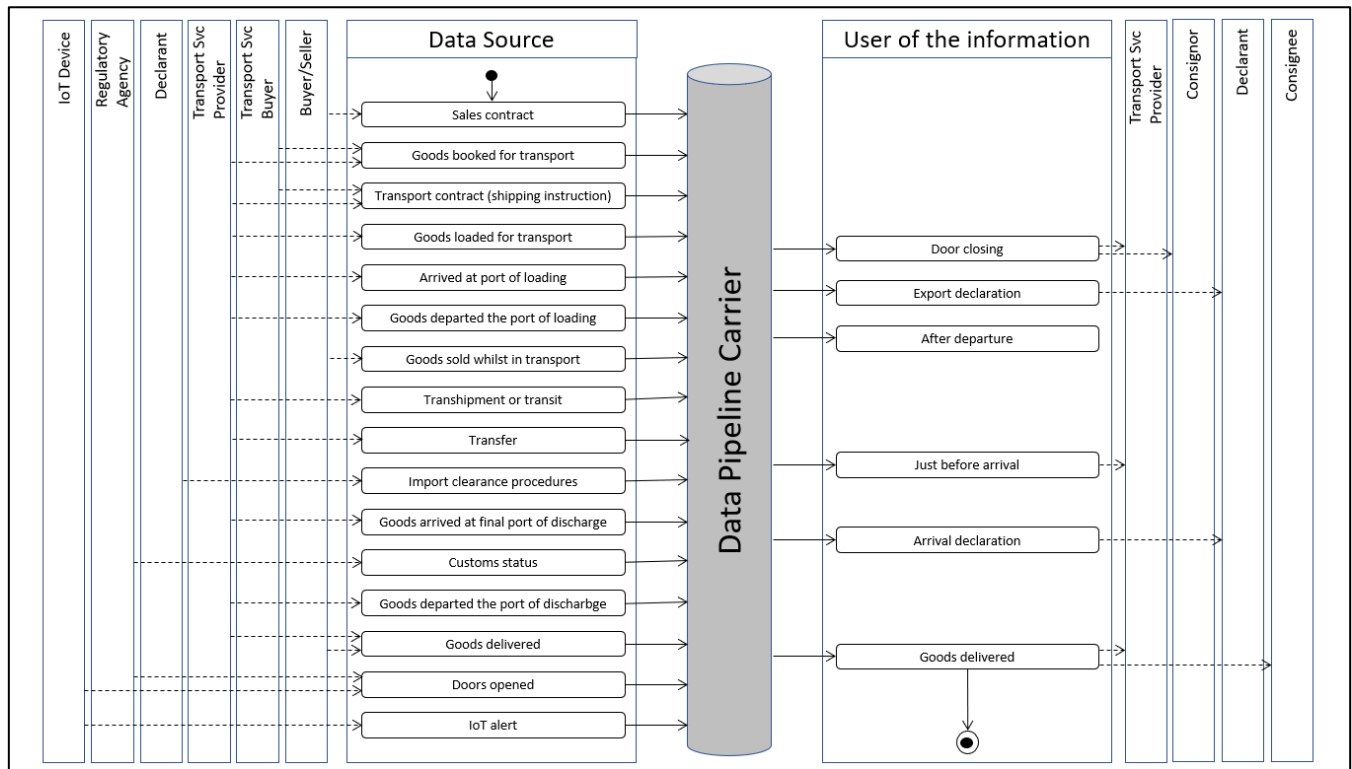 IoT Device
Regulatory
Agency
Declarant
Transport Svc
Provider
Transport Svc
Buyer
Buyer/Seller
Data Source
Sales contract
Goods booked for transport
Transport contract (shipping instruction)
Goods loaded for transport
Arrived at port of loading
Goods departed the port of loading
Goods sold whilst in transport
Transhipment or transit
Transfer
Import clearance procedures
Goods arrived at final port of discharge
Customs status
Goods departed the port of discharbge
Goods delivered
Doors opened
IoT alert
Data Pipeline Carrier
User of the information
Door closing
Export declaration
After departure
Just before arrival
Arrival declaration
Goods delivered
Transport Svc
Provider
Consignor
Declarant
Consignee